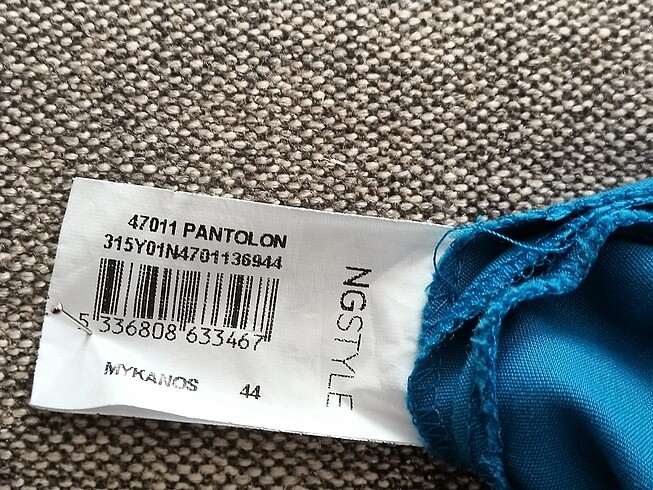 47011 PANTOLON
315Y01N4701136944
5 336808 633467
MYKANOS 44
NGSTYLE